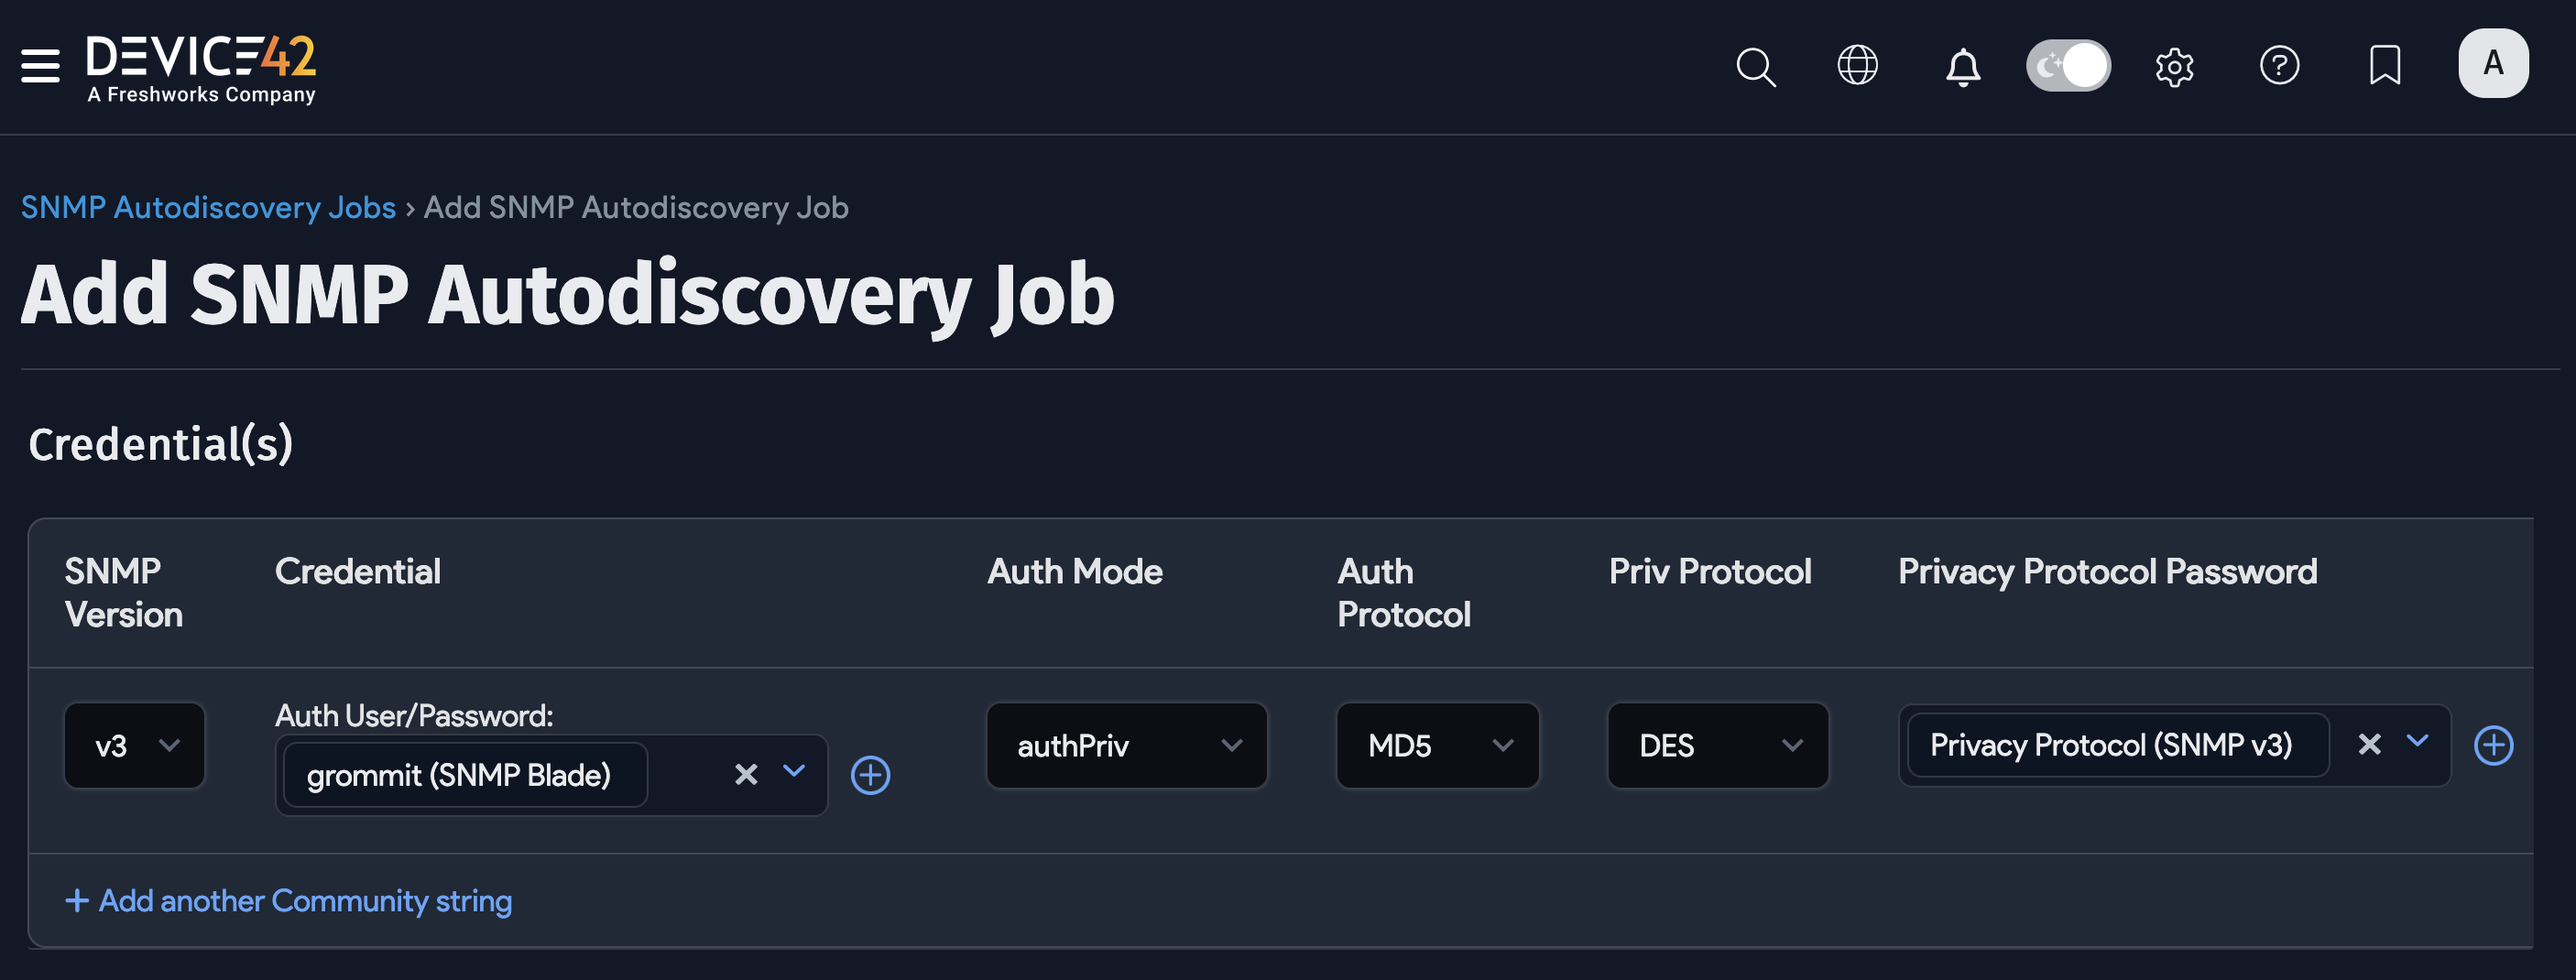 DEVICE42
A Freshworks Company
A
SNMP Autodiscovery Jobs › Add SNMP Autodiscovery Job
Add SNMP Autodiscovery Job
Credential(s)
SNMP Version
Credential
Auth Mode
Auth Protocol
Priv Protocol
Privacy Protocol Password
v3
Auth User/Password:
grommit (SNMP Blade)
authPriv
MD5
DES
Privacy Protocol (SNMP v3)
+ Add another Community string